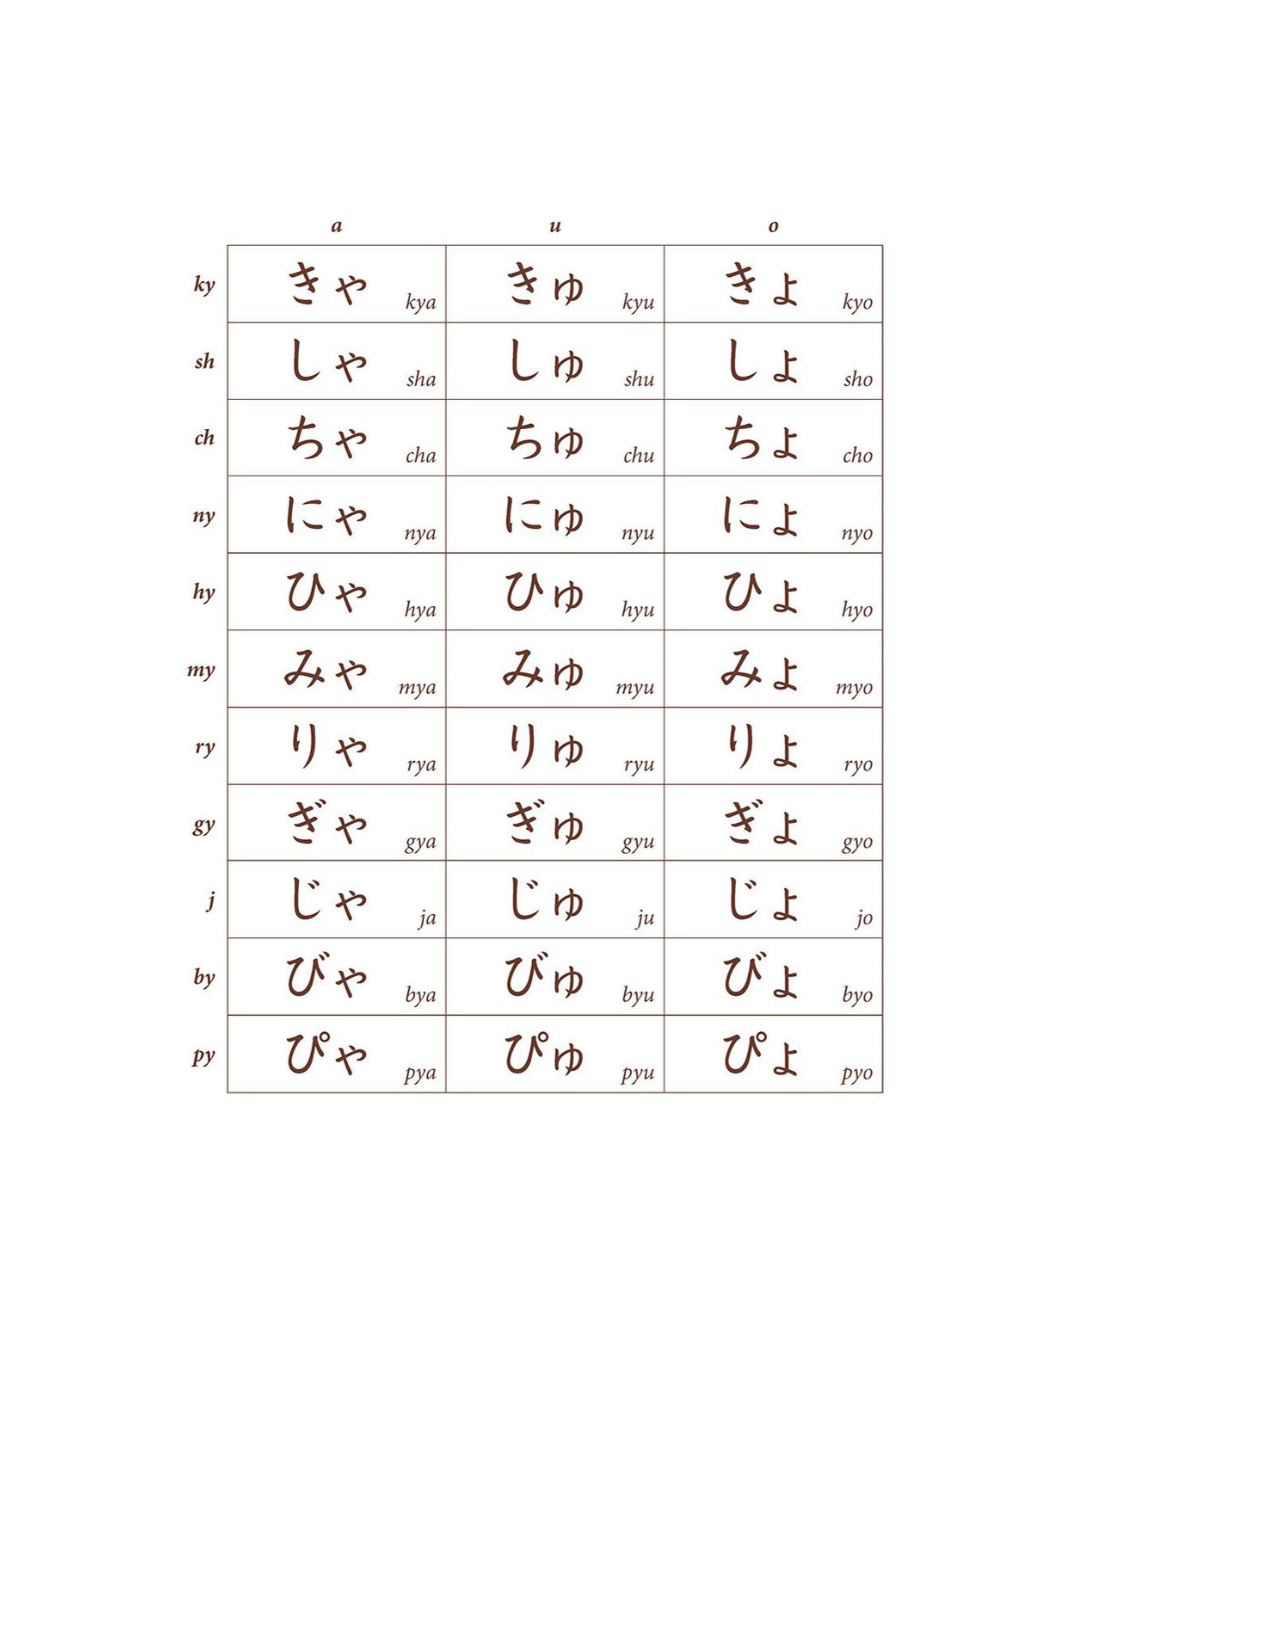 a u o
ky きゃ kya きゅ kyu きょ kyo
sh しゃ sha しゅ shu しょ sho
ch ちゃ cha ちゅ chu ちょ cho
ny にゃ nya にゅ nyu にょ nyo
hy ひゃ hya ひゅ hyu ひょ hyo
my みゃ mya みゅ myu みょ myo
ry りゃ rya りゅ ryu りょ ryo
gy ぎゃ gya ぎゅ gyu ぎょ gyo
j じゃ ja じゅ ju じょ jo
by びゃ bya びゅ byu びょ byo
py ぴゃ pya ぴゅ pyu ぴょ pyo